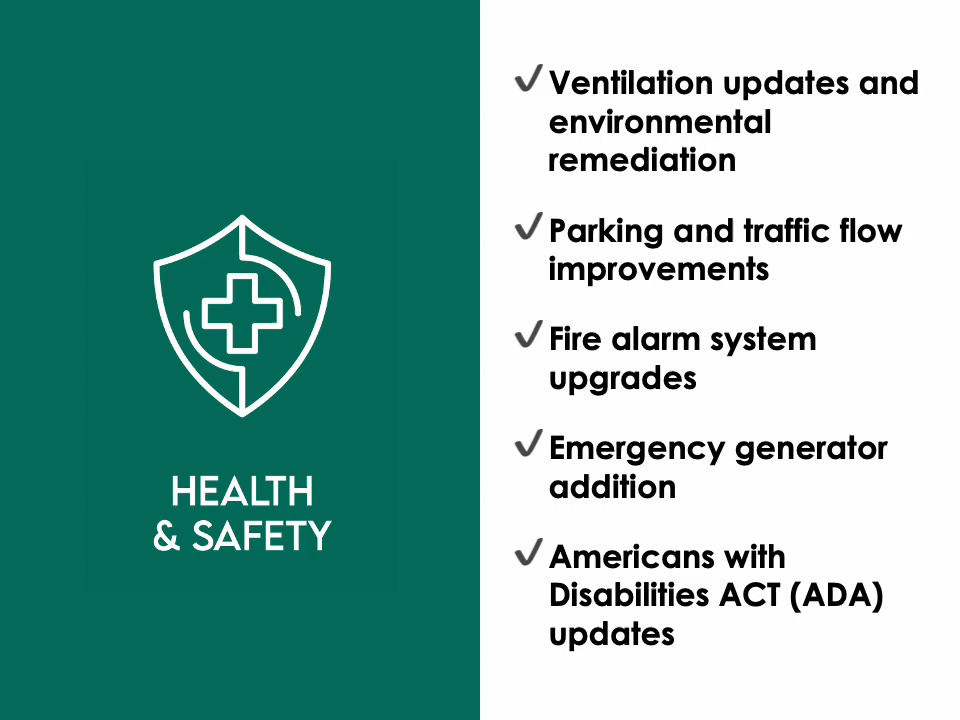 HEALTH
& SAFETY
Ventilation updates and
environmental
remediation
Parking and traffic flow
improvements
Fire alarm system
upgrades
Emergency generator
addition
Americans with
Disabilities ACT (ADA)
updates